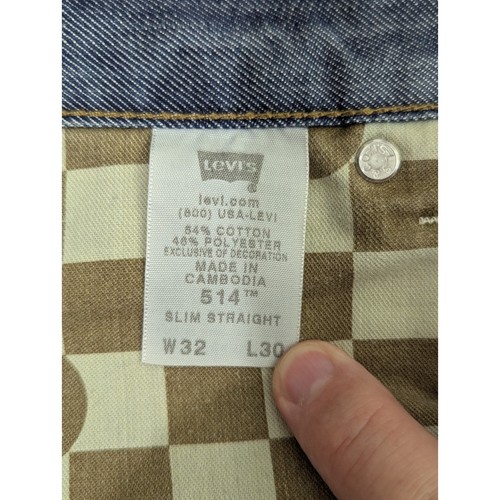 Levi's
levi.com
(800) USA-LEVI
54% COTTON
46% POLYESTER
EXCLUSIVE OF DECORATION
MADE IN
CAMBODIA
514™
SLIM STRAIGHT
W32 L30